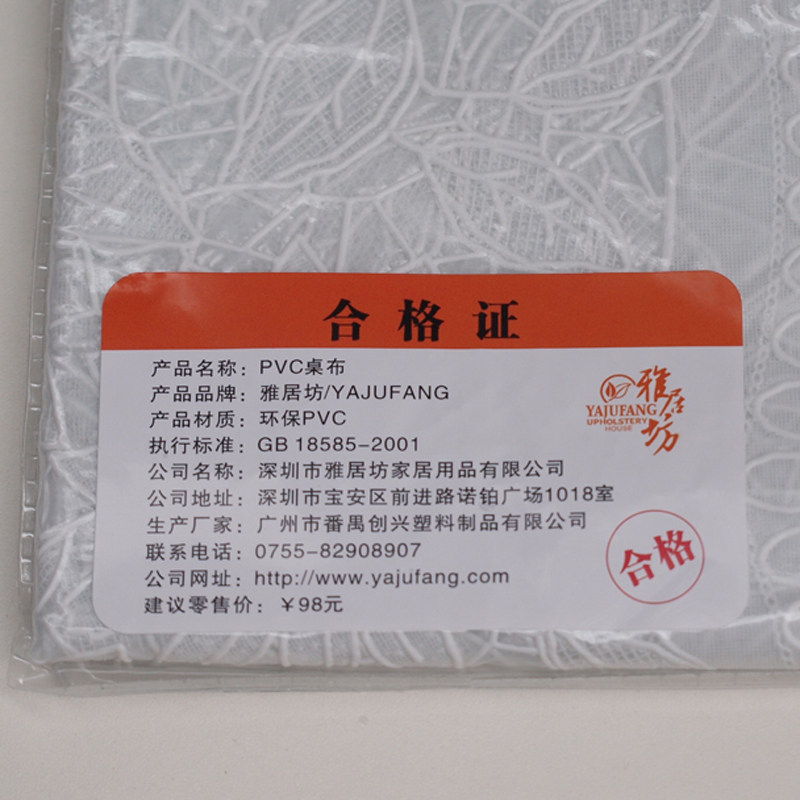 合格证
产品名称：PVC桌布
产品品牌：雅居坊/YAJUFANG
产品材质：环保PVC
执行标准：GB 18585-2001
公司名称：深圳市雅居坊家居用品有限公司
公司地址：深圳市宝安区前进路诺铂广场1018室
生产厂家：广州市番禺创兴塑料制品有限公司
联系电话：0755-82908907
公司网址：http://www.yajufang.com
建议零售价：￥98元
雅居坊
YAJUFANG
UPHOLSTERY
HOUSE
合格